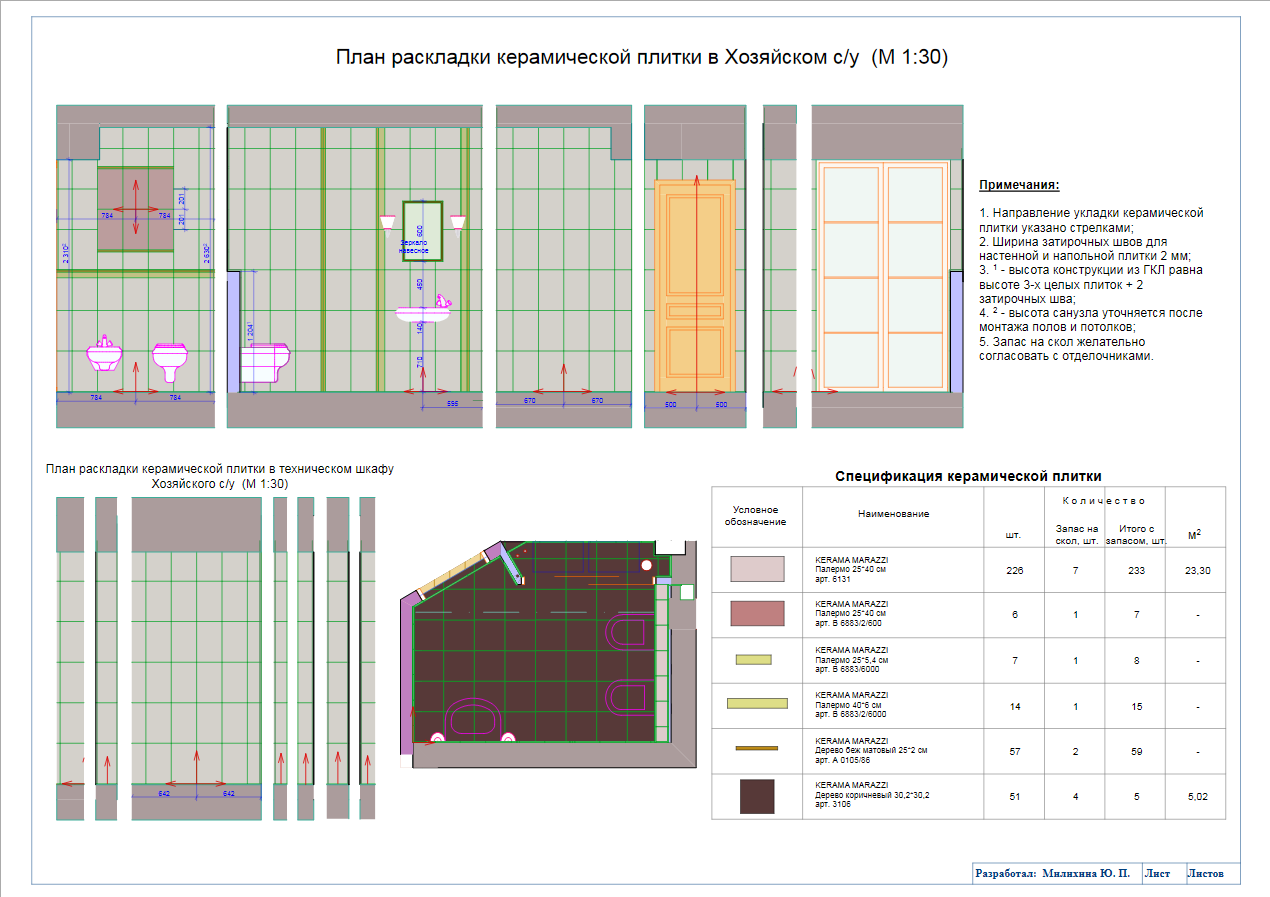 План раскладки керамической плитки в Хозяйском с/у (М 1:30)
784
784
201
201
2 310²
2 630²
784
784
1 204¹
600
Зеркало
навесное
450
140
710
595
670
670
500
500
Примечания:
1. Направление укладки керамической
плитки указано стрелками;
2. Ширина затирочных швов для
настенной и напольной плитки 2 мм;
3. ¹ - высота конструкции из ГКЛ равна
высоте 3-х целых плиток + 2
затирочных шва;
4. ² - высота санузла уточняется после
монтажа полов и потолков;
5. Запас на скол желательно
согласовать с отделочниками.
План раскладки керамической плитки в техническом шкафу
Хозяйского с/у (М 1:30)
642
642
Спецификация керамической плитки
Условное
обозначение
Наименование
Количество
шт.
Запас на
скол, шт.
Итого с
запасом, шт.
М²
KERAMA MARAZZI
Палермо 25*40 см
арт. 6131
226
7
233
23,30
KERAMA MARAZZI
Палермо 25*40 см
арт. В 6883/2/600
6
1
7
-
KERAMA MARAZZI
Палермо 25*5,4 см
арт. В 6883/6000
7
1
8
-
KERAMA MARAZZI
Палермо 40*6 см
арт. В 6883/2/6000
14
1
15
-
KERAMA MARAZZI
Дерево беж матовый 25*2 см
арт. А 0105/86
57
2
59
-
KERAMA MARAZZI
Дерево коричневый 30,2*30,2
арт. 3106
51
4
5
5,02
Разработал: Милихина Ю. П.
Лист
Листов